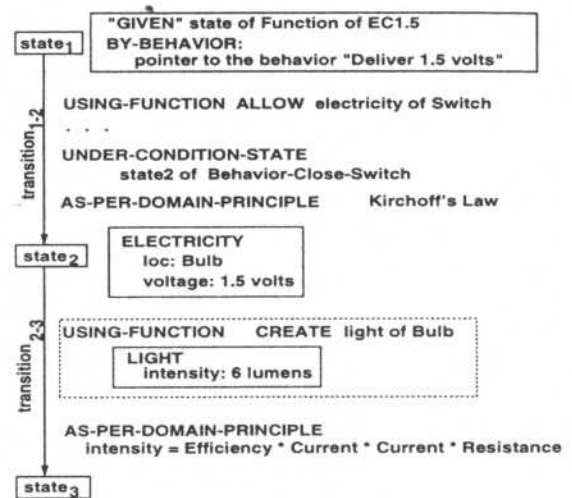 "GIVEN" state of Function of EC1.5
state1
BY-BEHAVIOR:
pointer to the behavior "Deliver 1.5 volts"
transition1-2
USING-FUNCTION ALLOW electricity of Switch
. . .
UNDER-CONDITION-STATE
state2 of Behavior-Close-Switch
AS-PER-DOMAIN-PRINCIPLE Kirchoff's Law
state2
ELECTRICITY
loc: Bulb
voltage: 1.5 volts
transition2-3
USING-FUNCTION CREATE light of Bulb
LIGHT
intensity: 6 lumens
AS-PER-DOMAIN-PRINCIPLE
intensity = Efficiency * Current * Current * Resistance
state3